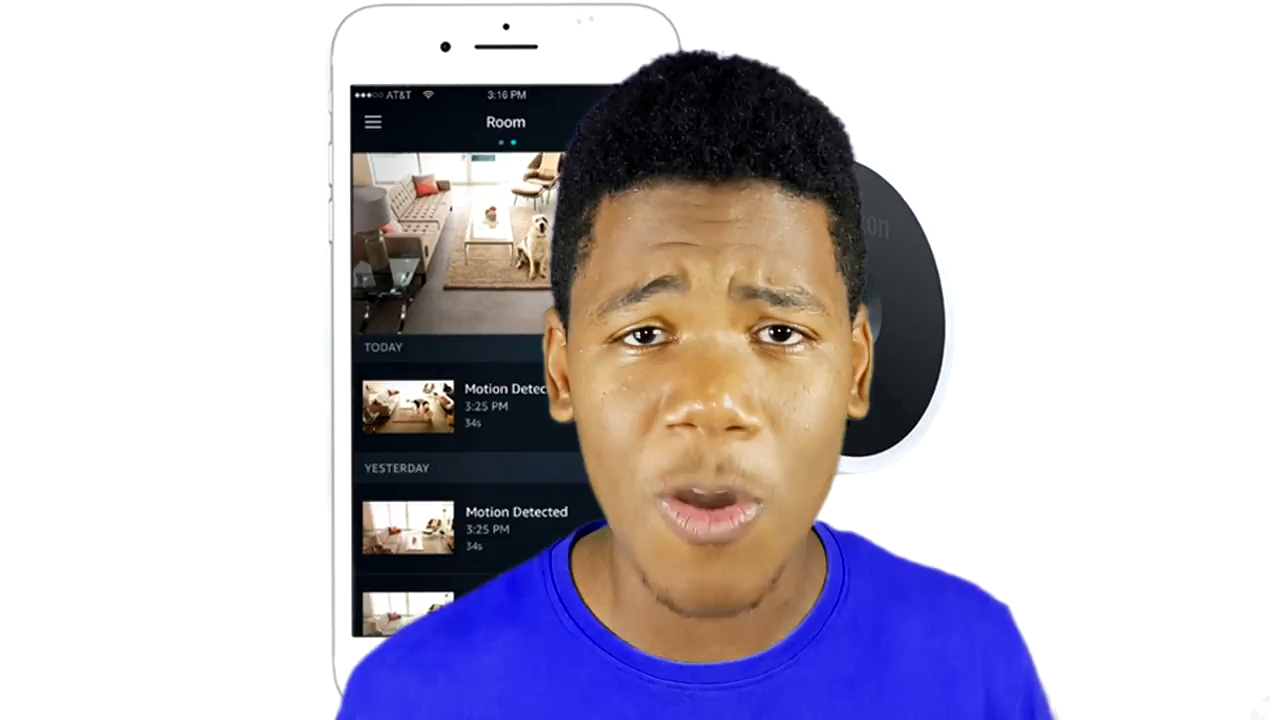 AT&T 3:16 PM
Room
TODAY
Motion Detec
3:25 PM
34s
YESTERDAY
Motion Detected
3:25 PM
34s